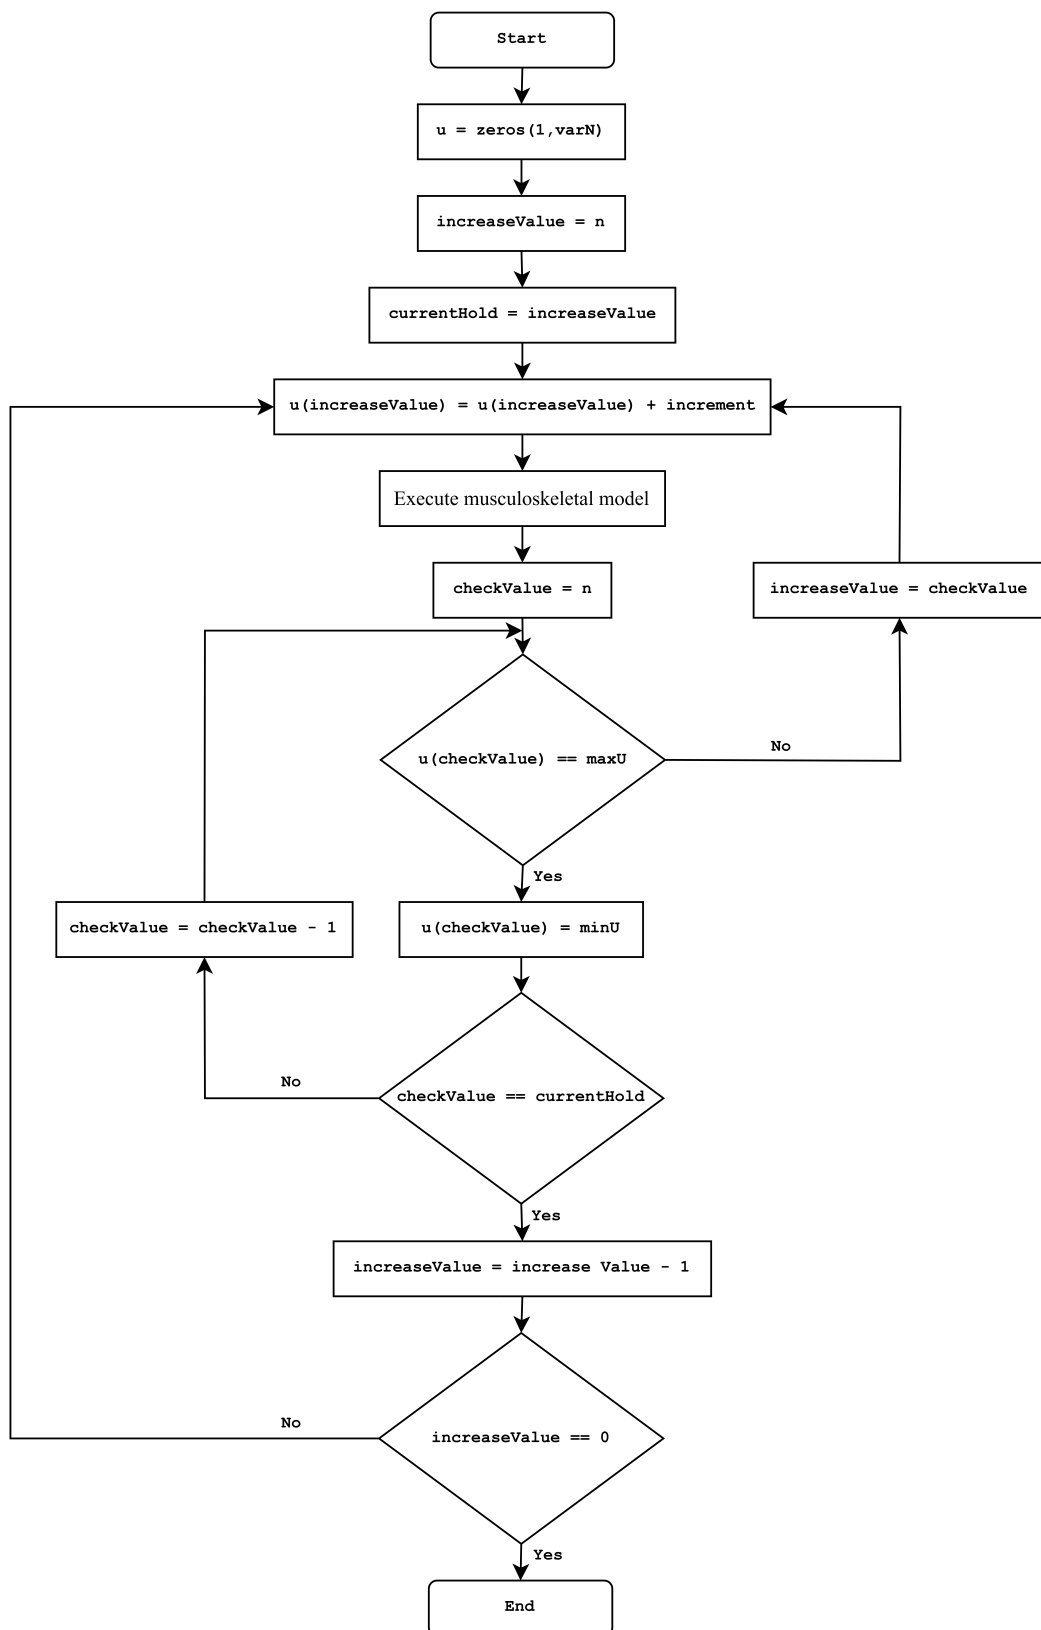 Start
u = zeros(1,varN)
increaseValue = n
currentHold = increaseValue
u(increaseValue) = u(increaseValue) + increment
Execute musculoskeletal model
checkValue = n
increaseValue = checkValue
u(checkValue) == maxU
No
Yes
checkValue = checkValue - 1
u(checkValue) = minU
No
checkValue == currentHold
Yes
increaseValue = increase Value - 1
No
increaseValue == 0
Yes
End